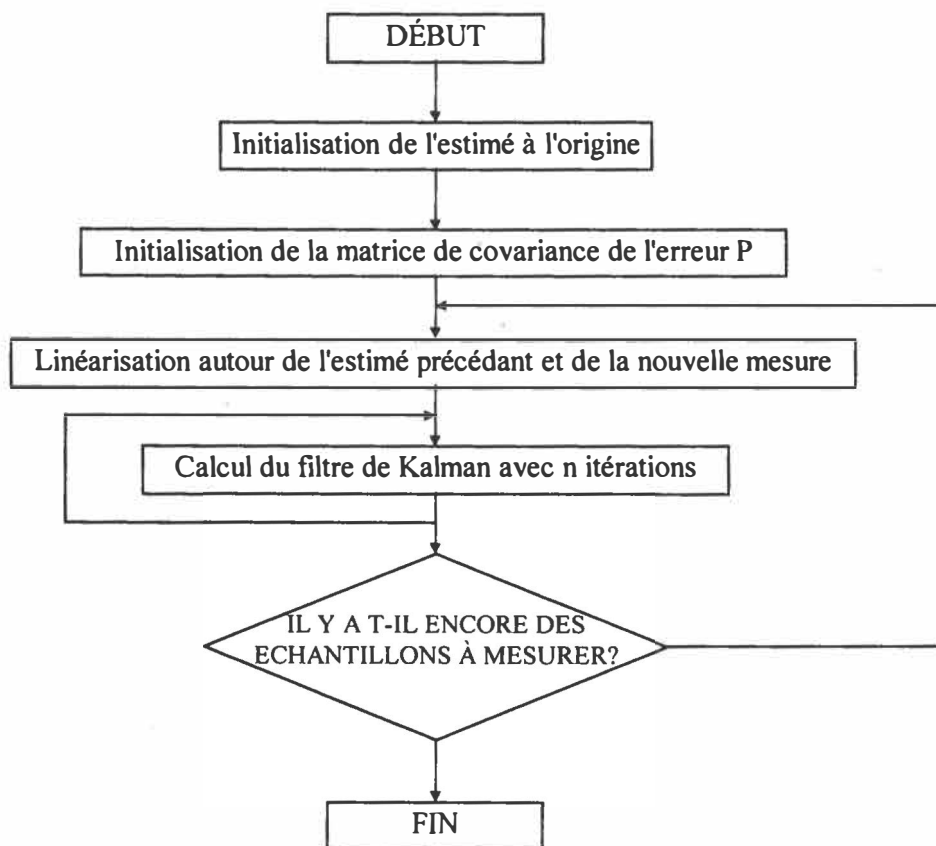 DÉBUT
Initialisation de l'estimé à l'origine
Initialisation de la matrice de covariance de l'erreur P
Linéarisation autour de l'estimé précédant et de la nouvelle mesure
Calcul du filtre de Kalman avec n itérations
IL Y A T-IL ENCORE DES
ECHANTILLONS À MESURER?
FIN